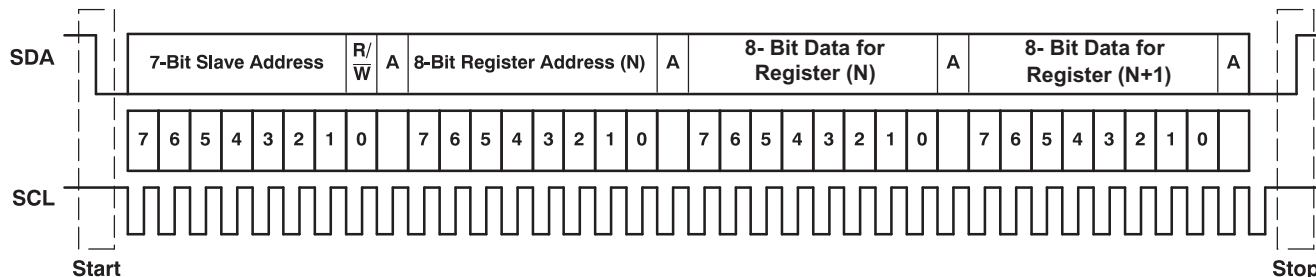 SDA
7-Bit Slave Address
R/
W
A
8-Bit Register Address (N)
A
8- Bit Data for
Register (N)
A
8- Bit Data for
Register (N+1)
A
7 6 5 4 3 2 1 0 7 6 5 4 3 2 1 0 7 6 5 4 3 2 1 0 7 6 5 4 3 2 1 0
SCL
Start
Stop